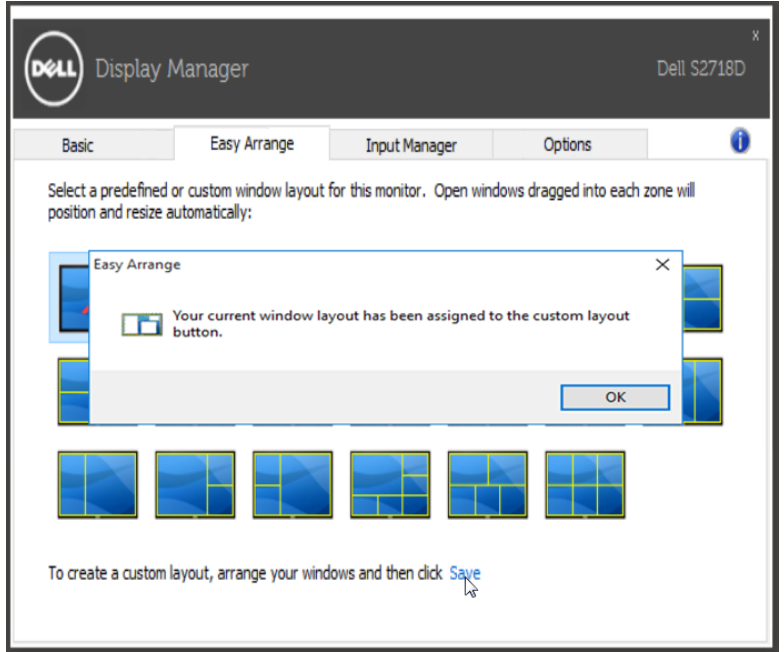 DELL
Display Manager
x
Dell S2718D
Basic
Easy Arrange
Input Manager
Options
i
Select a predefined or custom window layout for this monitor. Open windows dragged into each zone will
position and resize automatically:
Easy Arrange
Your current window layout has been assigned to the custom layout
button.
OK
To create a custom layout, arrange your windows and then click Save